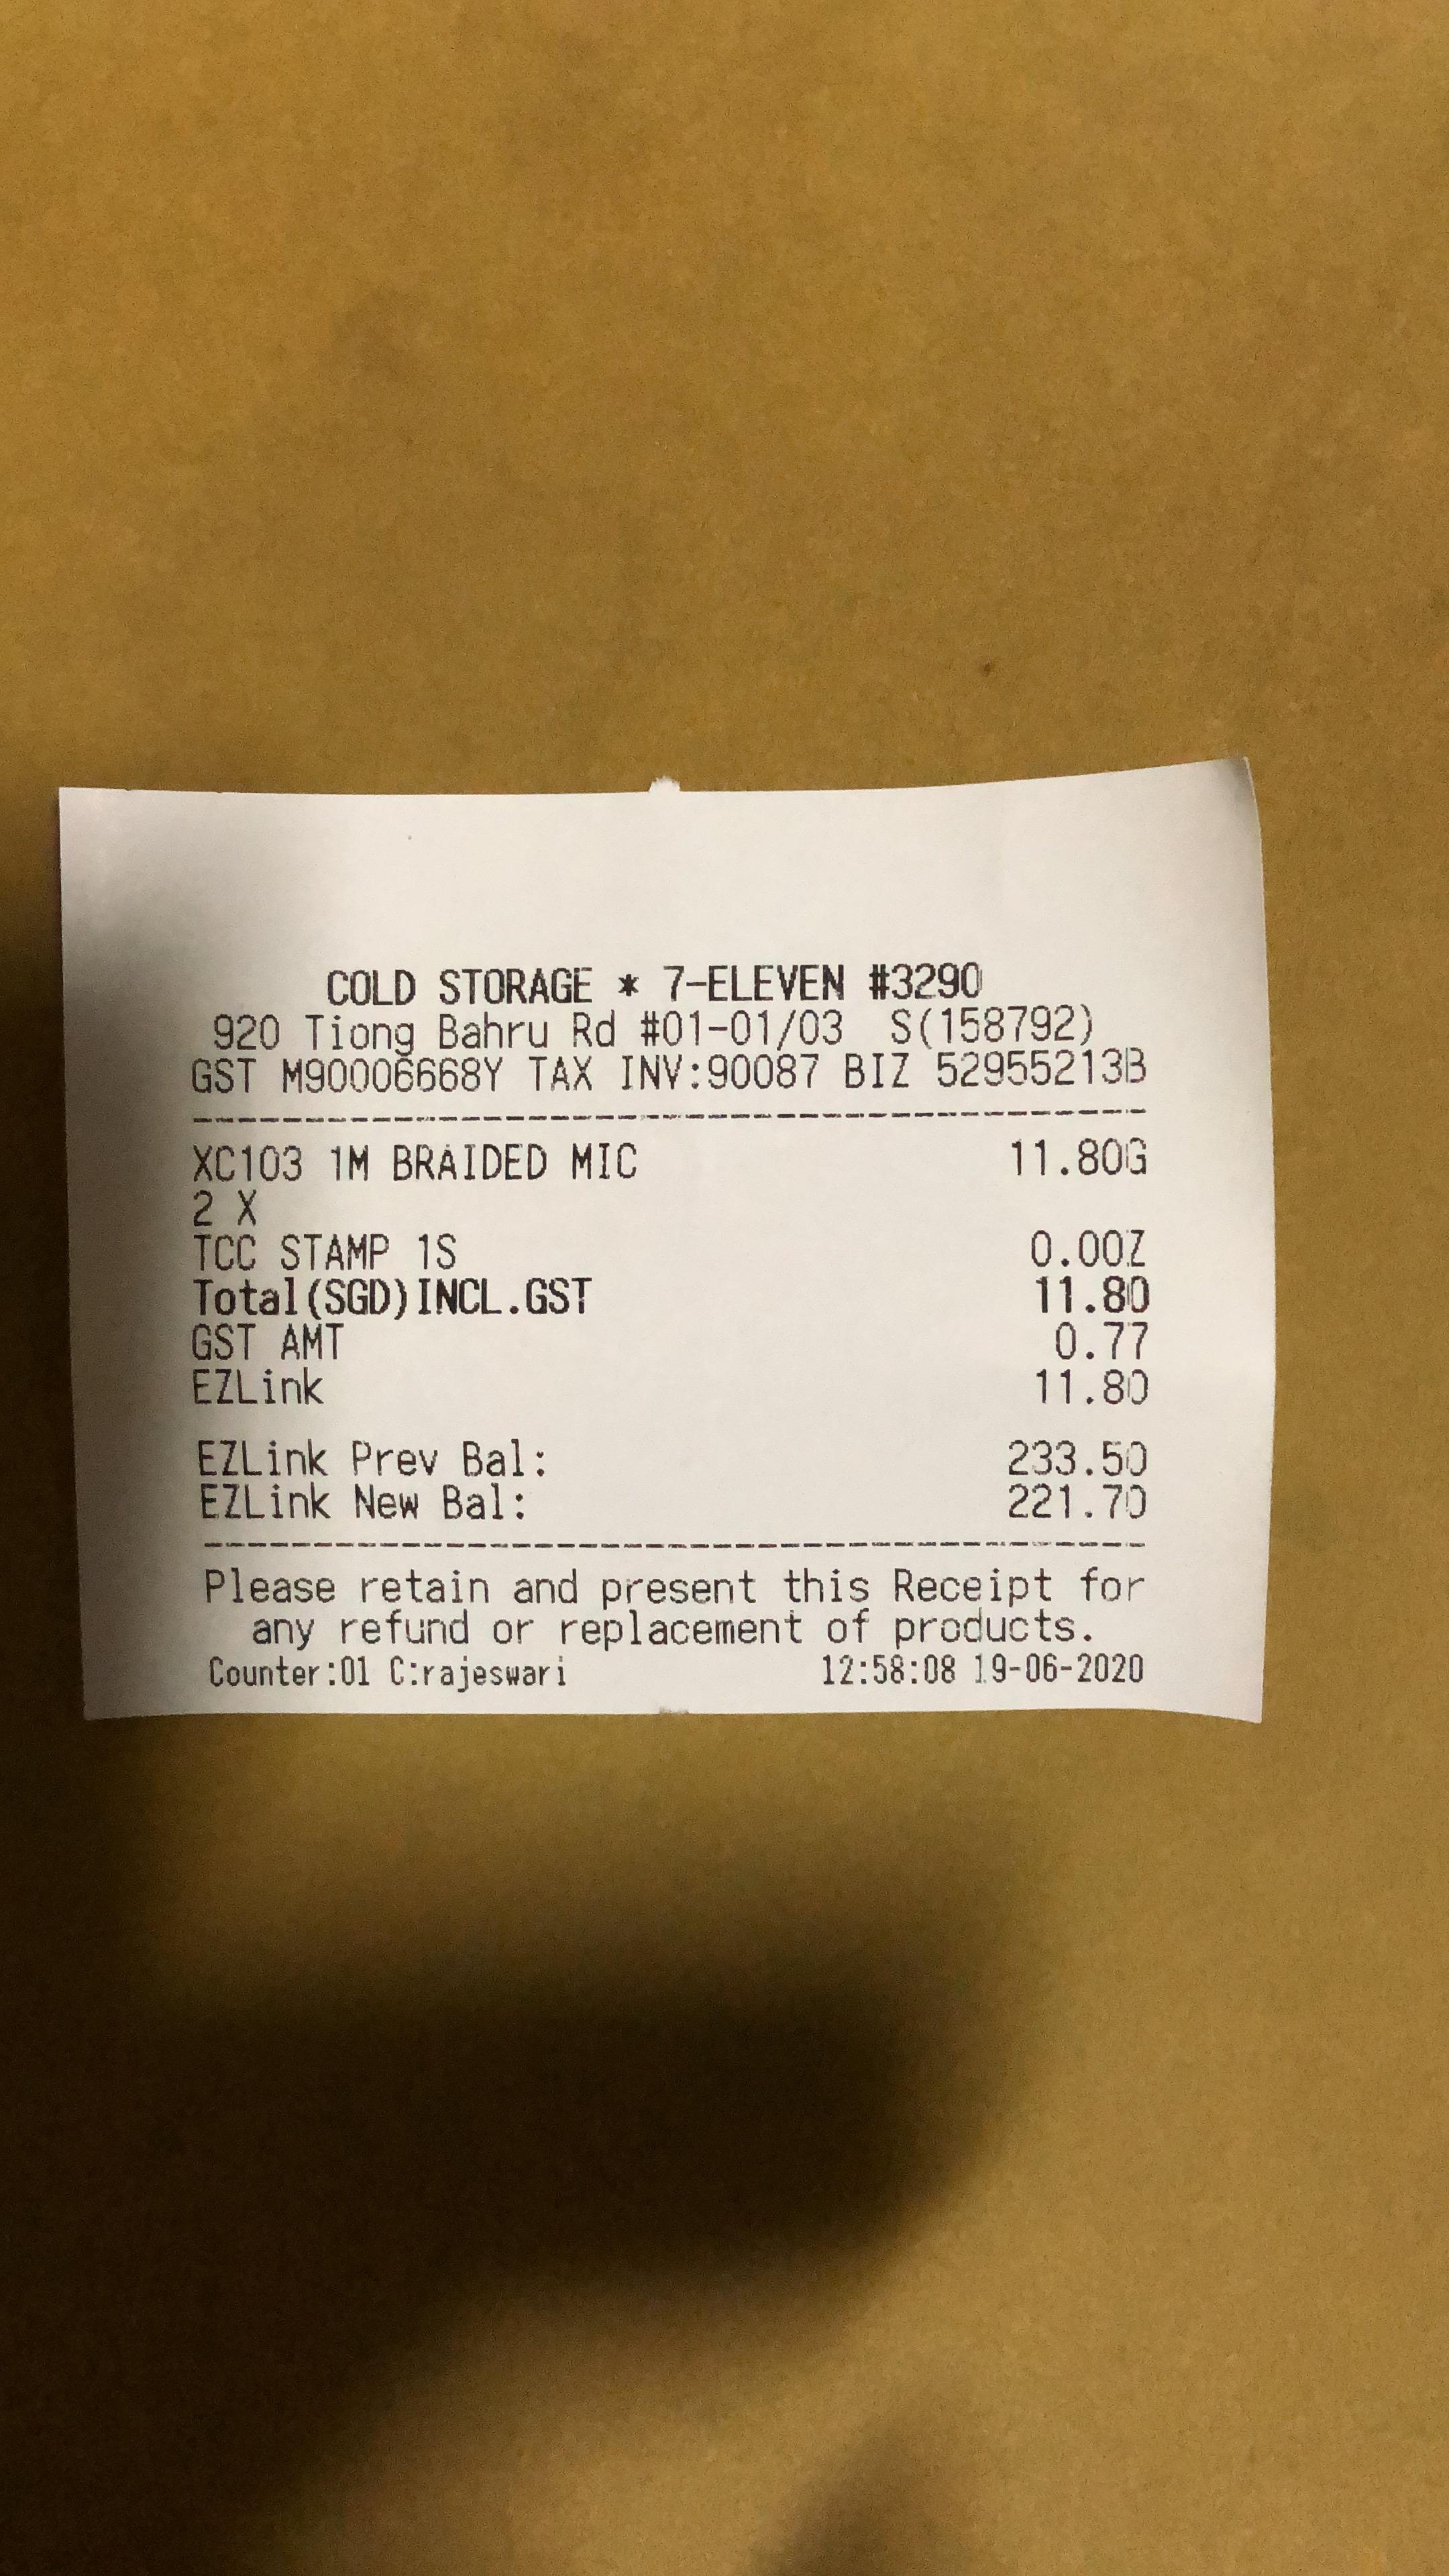 COLD STORAGE * 7-ELEVEN #3290
920 Tiong Bahru Rd #01-01/03 S(158792)
GST M90006668Y TAX INV:90087 BIZ 52955213B
XC103 1M BRAIDED MIC 11.80G
2 X
TCC STAMP 1S 0.00Z
Total(SGD)INCL.GST 11.80
GST AMT 0.77
EZLink 11.80
EZLink Prev Bal: 233.50
EZLink New Bal: 221.70
Please retain and present this Receipt for
any refund or replacement of products.
Counter:01 C:rajeswari 12:58:08 19-06-2020